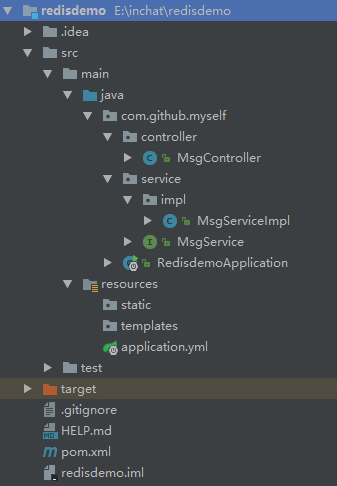 redisdemo E:\inchat\redisdemo
.idea
src
main
java
com.github.myself
controller
C MsgController
service
impl
C MsgServiceImpl
I MsgService
RedisdemoApplication
resources
static
templates
application.yml
test
target
.gitignore
MD HELP.md
m pom.xml
redisdemo.iml